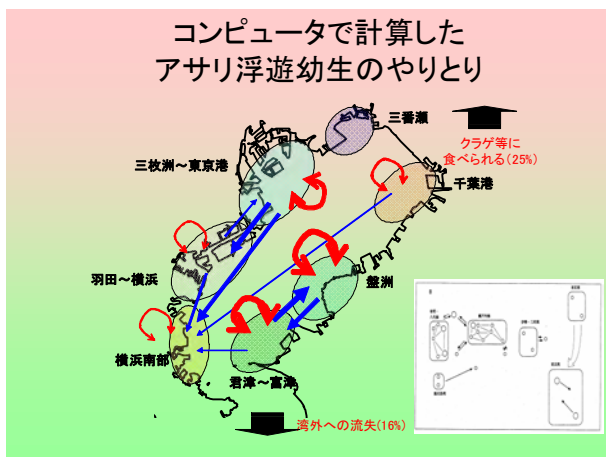 コンピュータで計算した
アサリ浮遊幼生のやりとり
三番瀬
クラゲ等に
食べられる(25%)
三枚洲～東京港
千葉港
羽田～横浜
盤洲
横浜南部
君津～富津
湾外への流失(16%)